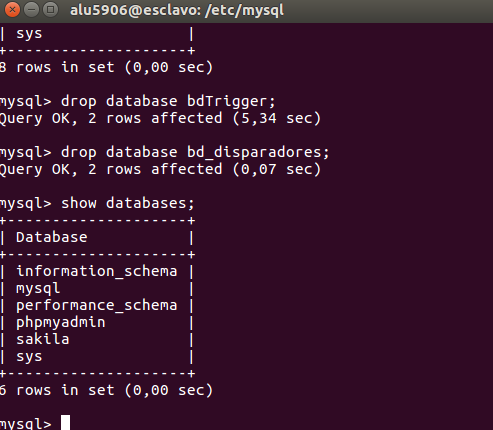 alu5906@esclavo: /etc/mysql
| sys                |
+--------------------+
8 rows in set (0,00 sec)
mysql> drop database bdTrigger;
Query OK, 2 rows affected (5,34 sec)
mysql> drop database bd_disparadores;
Query OK, 2 rows affected (0,07 sec)
mysql> show databases;
+--------------------+
| Database           |
+--------------------+
| information_schema |
| mysql              |
| performance_schema |
| phpmyadmin         |
| sakila             |
| sys                |
+--------------------+
6 rows in set (0,00 sec)
mysql>